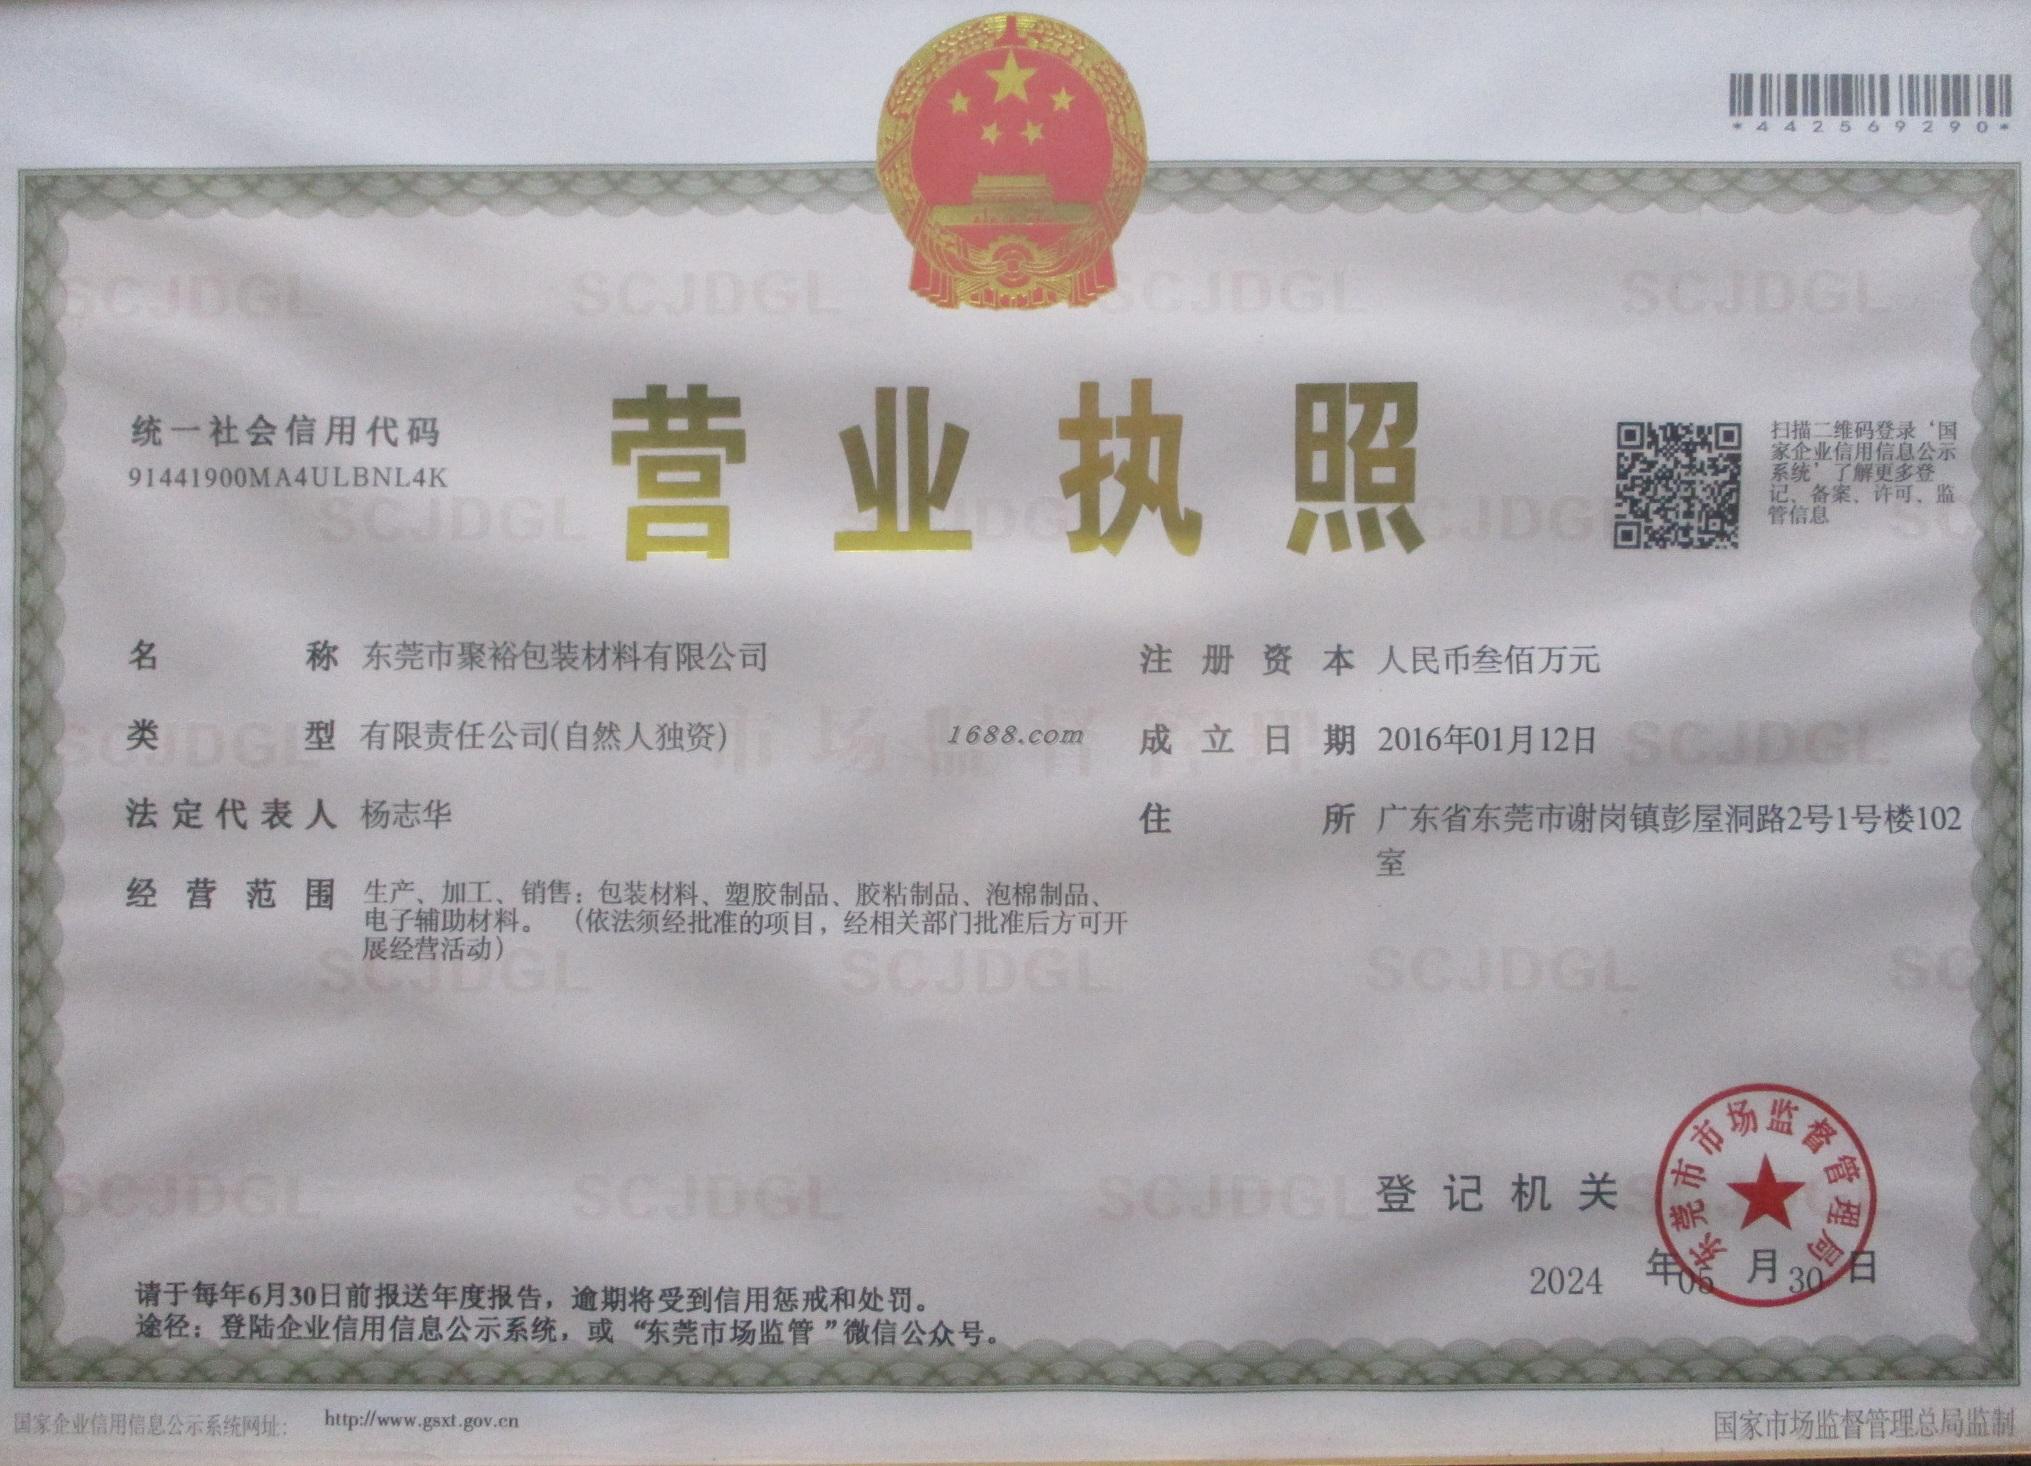 *442569290*
营业执照
统一社会信用代码
91441900MA4ULBNL4K
扫描二维码登录‘国
家企业信用信息公示
系统’了解更多登
记、备案、许可、监
管信息
名称 东莞市聚裕包装材料有限公司
类型 有限责任公司(自然人独资)
法定代表人 杨志华
经营范围 生产、加工、销售：包装材料、塑胶制品、胶粘制品、泡棉制品、
电子辅助材料。（依法须经批准的项目，经相关部门批准后方可开
展经营活动）
1688.com
注册资本 人民币叁佰万元
成立日期 2016年01月12日
住所 广东省东莞市谢岗镇彭屋洞路2号1号楼102
室
市场监督管理
SCJDGL
登记机关
东莞市市场监督管理局
2024年05月30日
请于每年6月30日前报送年度报告，逾期将受到信用惩戒和处罚。
途径：登陆企业信用信息公示系统，或“东莞市场监管”微信公众号。
国家企业信用信息公示系统网址： http://www.gsxt.gov.cn
国家市场监督管理总局监制